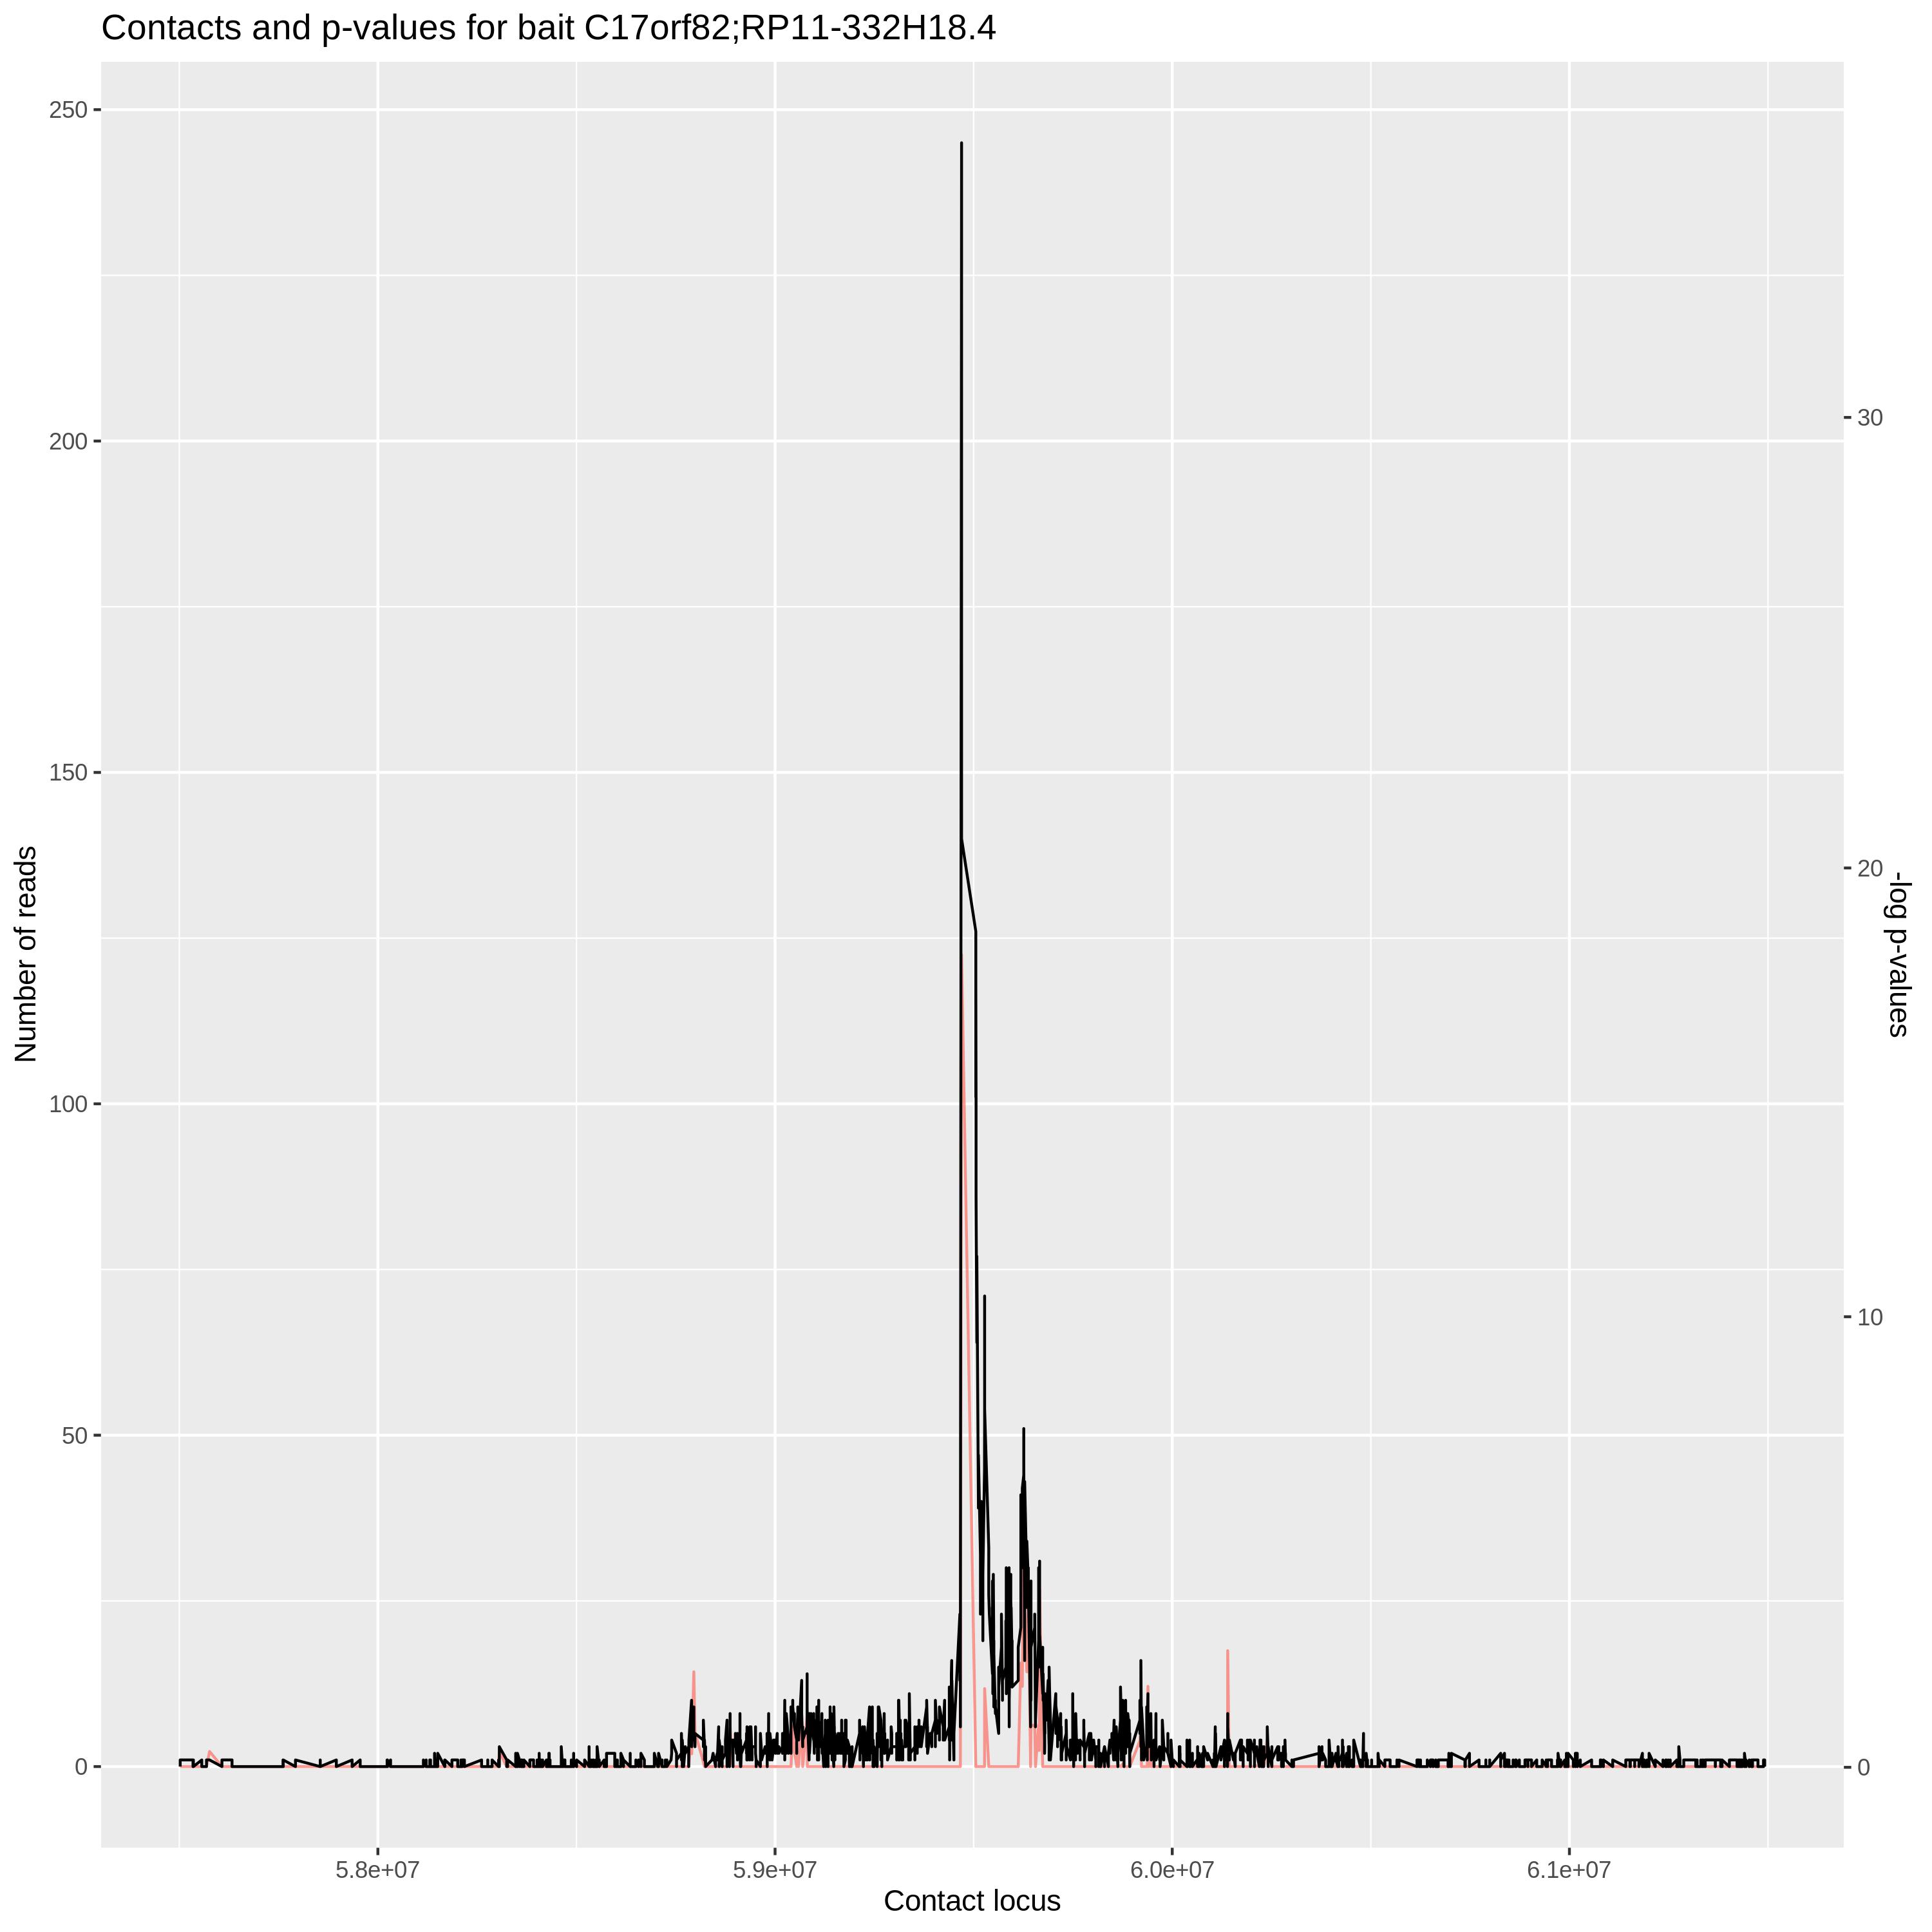 Contacts and p-values for bait C17orf82;RP11-332H18.4
250
200
150
100
50
0
Number of reads
30
20
10
0
-log p-values
5.8e+07
5.9e+07
6.0e+07
6.1e+07
Contact locus